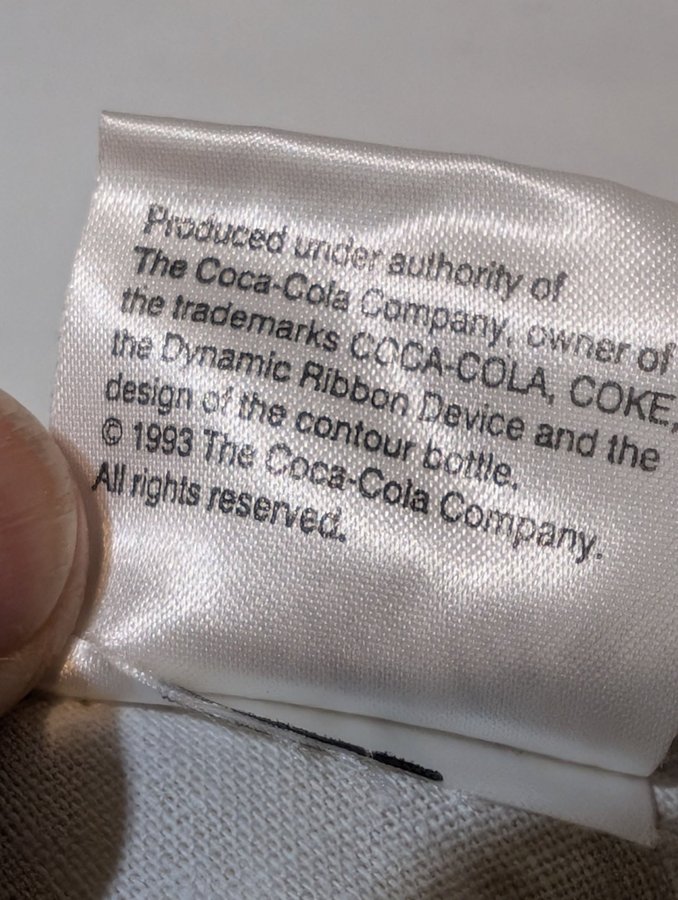 Produced under authority of
The Coca-Cola Company, owner of
the trademarks COCA-COLA, COKE,
the Dynamic Ribbon Device and the
design of the contour bottle.
© 1993 The Coca-Cola Company.
All rights reserved.